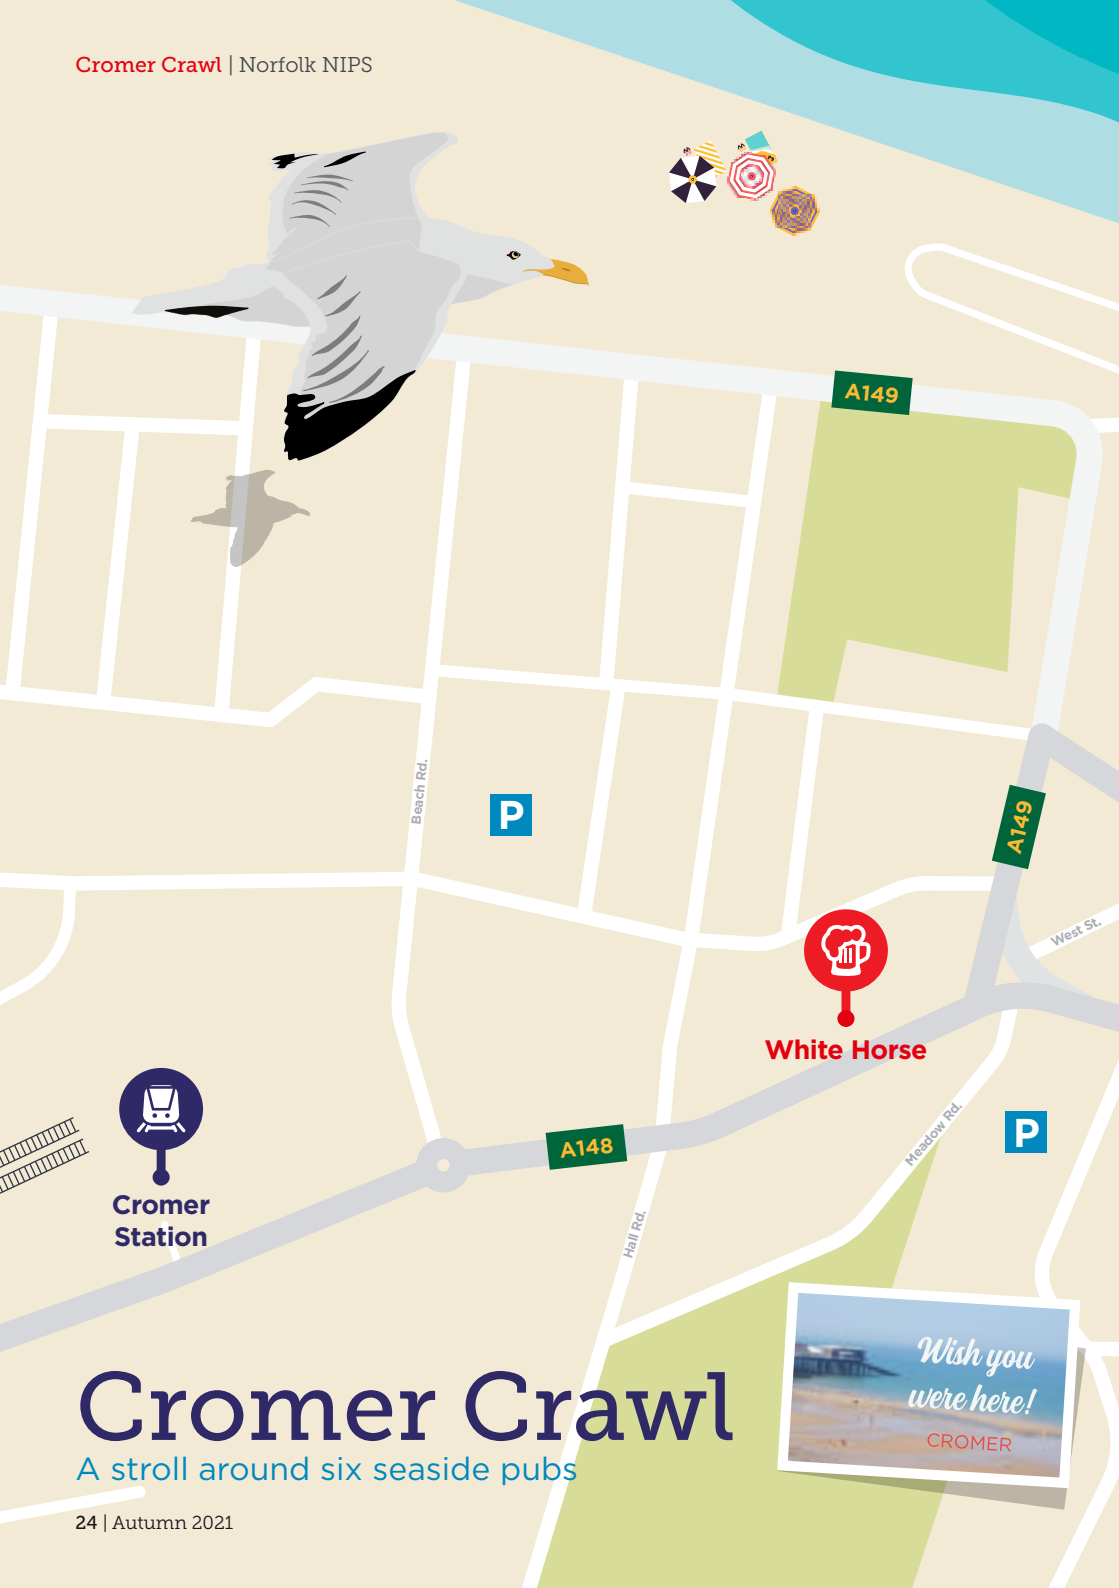 Cromer Crawl | Norfolk NIPS
A149
Beach Rd.
P
A149
West St.
White Horse
Meadow Rd.
P
A148
Cromer
Station
Hall Rd.
Wish you
were here!
CROMER
Cromer Crawl
A stroll around six seaside pubs
24 | Autumn 2021